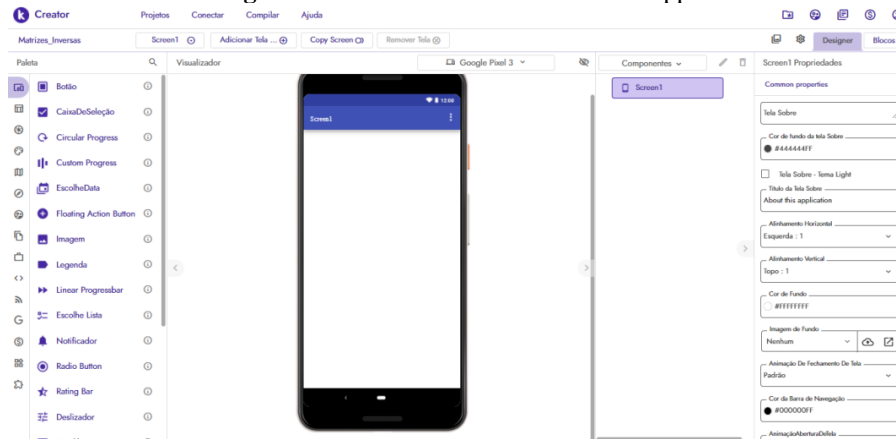 Creator
Projetos
Conectar
Compilar
Ajuda
Matrizes_Inversas
Screen1
Adicionar Tela ...
Copy Screen
Remover Tela
Designer
Blocos
Paleta
Visualizador
Google Pixel 3
Componentes
Screen1 Propriedades
Botão
CaixaDeSeleção
Circular Progress
Custom Progress
EscolheData
Floating Action Button
Imagem
Legenda
Linear Progressbar
Escolhe Lista
Notificador
Radio Button
Rating Bar
Deslizador
Screen1
Screen1
Common properties
Tela Sobre
Cor de fundo da tela Sobre
#444444FF
Tela Sobre - Tema Light
Título da Tela Sobre
About this application
Alinhamento Horizontal
Esquerda : 1
Alinhamento Vertical
Topo : 1
Cor de Fundo
#FFFFFFFF
Imagem de Fundo
Nenhum
Animação De Fechamento De Tela
Padrão
Cor da Barra de Navegação
#000000FF
AnimaçãoAberturaDeTela